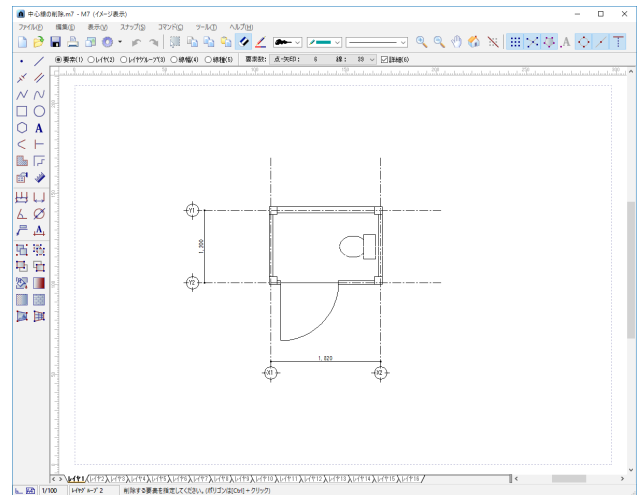 中心線の削除.m7 - M7 (イメージ表示)
ファイル(F) 編集(E) 表示(V) スナップ(S) コマンド(C) ツール(T) ヘルプ(H)
要素(1) レイヤ(2) レイヤグループ(3) 線幅(4) 線種(5) 要素数: 点-矢印: 6 線: 39 詳細(6)
Y1
1,200
Y2
1,820
X1 X2
レイヤ1 レイヤ2 レイヤ3 レイヤ4 レイヤ5 レイヤ6 レイヤ7 レイヤ8 レイヤ9 レイヤ10 レイヤ11 レイヤ12 レイヤ13 レイヤ14 レイヤ15 レイヤ16
1/100 レイヤグループ2 削除する要素を指定してください。(ポリゴンは[Ctrl]+クリック)